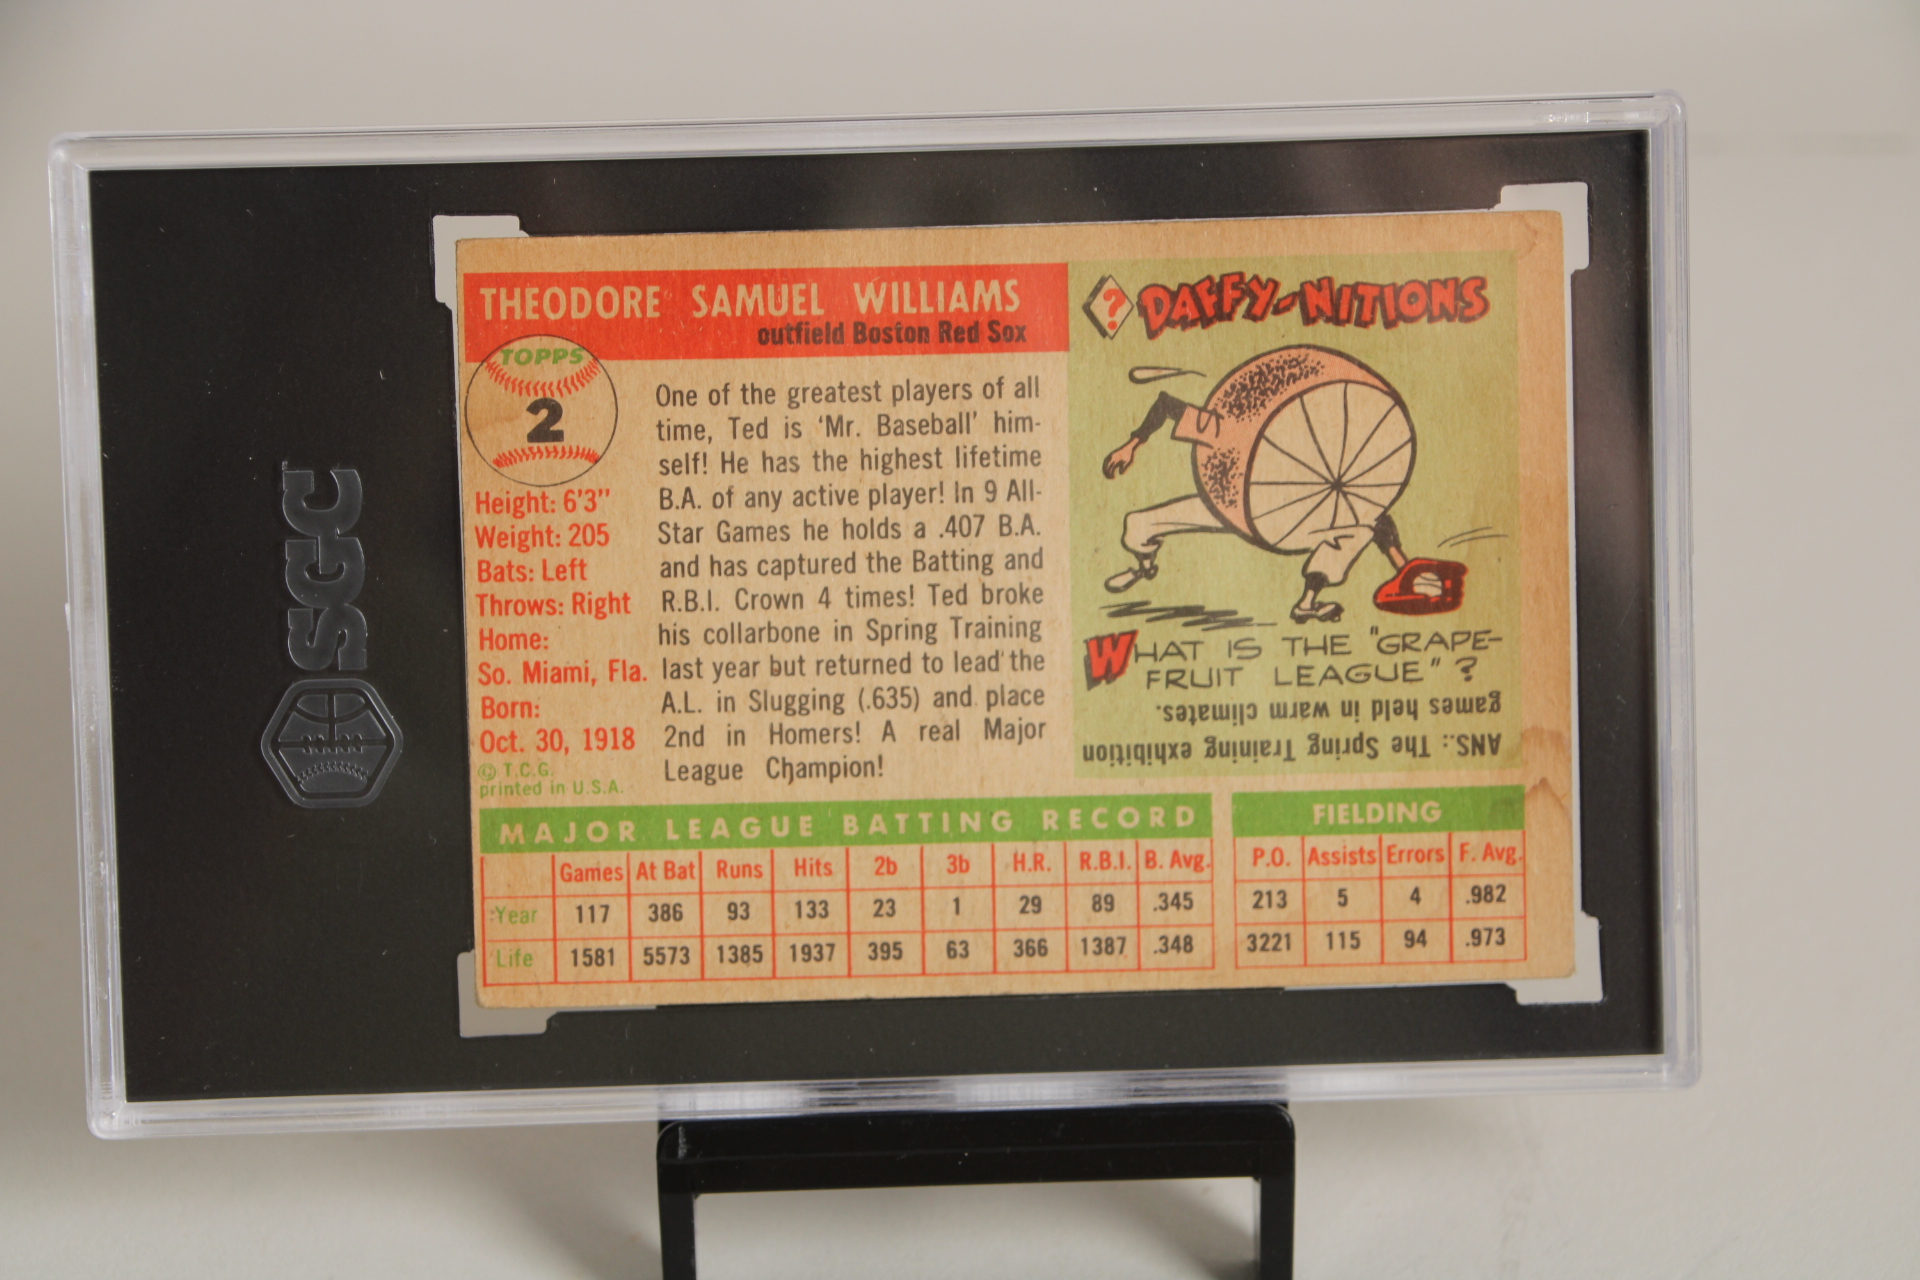 SGC
THEODORE SAMUEL WILLIAMS
outfield Boston Red Sox
TOPPS
2
Height: 6'3"
Weight: 205
Bats: Left
Throws: Right
Home:
So. Miami, Fla.
Born:
Oct. 30, 1918
© T.C.G.
printed in U.S.A.
One of the greatest players of all
time, Ted is 'Mr. Baseball' him-
self! He has the highest lifetime
B.A. of any active player! In 9 All-
Star Games he holds a .407 B.A.
and has captured the Batting and
R.B.I. Crown 4 times! Ted broke
his collarbone in Spring Training
last year but returned to lead the
A.L. in Slugging (.635) and place
2nd in Homers! A real Major
League Champion!
? DAFFY-NITIONS
WHAT IS THE "GRAPE-
FRUIT LEAGUE"?
ANS.: The Spring Training exhibition
games held in warm climates.
MAJOR LEAGUE BATTING RECORD
Games At Bat Runs Hits 2b 3b H.R. R.B.I. B. Avg.
Year 117 386 93 133 23 1 29 89 .345
Life 1581 5573 1385 1937 395 63 366 1387 .348
FIELDING
P.O. Assists Errors F. Avg.
213 5 4 .982
3221 115 94 .973